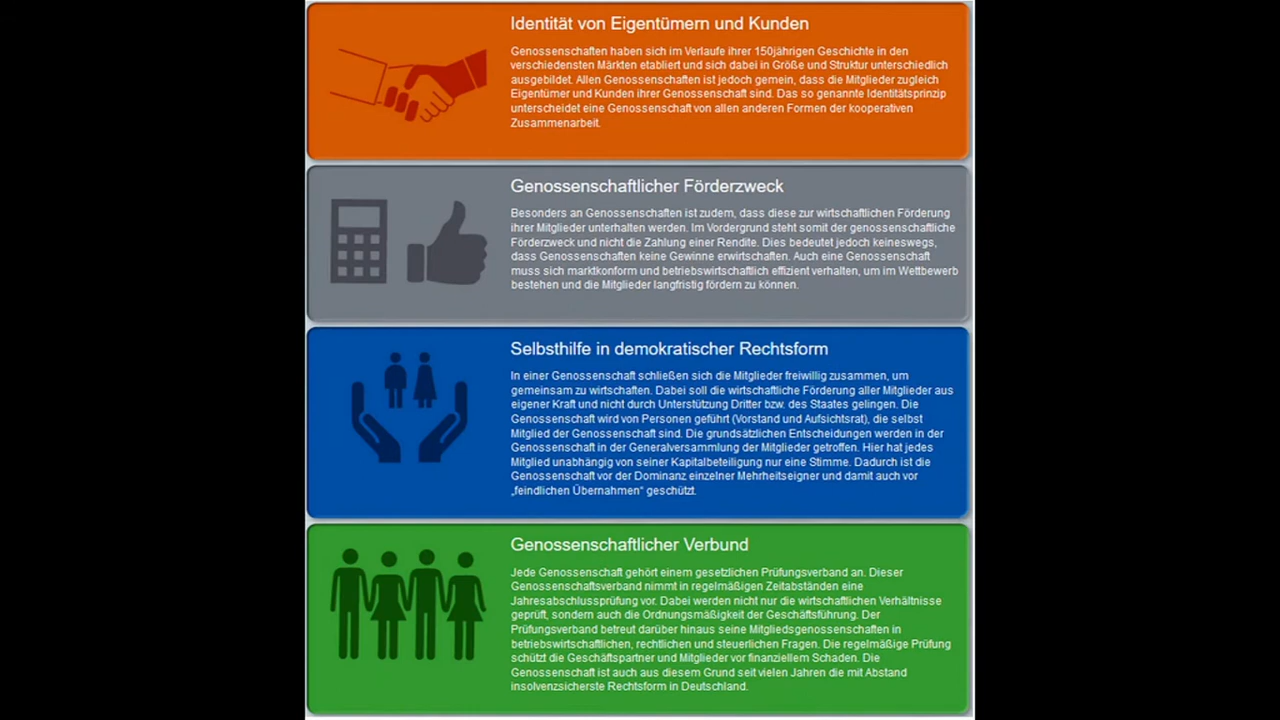 Identität von Eigentümern und Kunden
Genossenschaften haben sich im Verlaufe ihrer 150jährigen Geschichte in den
verschiedensten Märkten etabliert und sich dabei in Größe und Struktur unterschiedlich
ausgebildet. Allen Genossenschaften ist jedoch gemein, dass die Mitglieder zugleich
Eigentümer und Kunden ihrer Genossenschaft sind. Das so genannte Identitätsprinzip
unterscheidet eine Genossenschaft von allen anderen Formen der kooperativen
Zusammenarbeit.
Genossenschaftlicher Förderzweck
Besonders an Genossenschaften ist zudem, dass diese zur wirtschaftlichen Förderung
ihrer Mitglieder unterhalten werden. Im Vordergrund steht somit der genossenschaftliche
Förderzweck und nicht die Zahlung einer Rendite. Dies bedeutet jedoch keineswegs,
dass Genossenschaften keine Gewinne erwirtschaften. Auch eine Genossenschaft
muss sich marktkonform und betriebswirtschaftlich effizient verhalten, um im Wettbewerb
bestehen und die Mitglieder langfristig fördern zu können.
Selbsthilfe in demokratischer Rechtsform
In einer Genossenschaft schließen sich die Mitglieder freiwillig zusammen, um
gemeinsam zu wirtschaften. Dabei soll die wirtschaftliche Förderung aller Mitglieder aus
eigener Kraft und nicht durch Unterstützung Dritter bzw. des Staates gelingen. Die
Genossenschaft wird von Personen geführt (Vorstand und Aufsichtsrat), die selbst
Mitglied der Genossenschaft sind. Die grundsätzlichen Entscheidungen werden in der
Genossenschaft in der Generalversammlung der Mitglieder getroffen. Hier hat jedes
Mitglied unabhängig von seiner Kapitalbeteiligung nur eine Stimme. Dadurch ist die
Genossenschaft vor der Dominanz einzelner Mehrheitseigner und damit auch vor
„feindlichen Übernahmen“ geschützt.
Genossenschaftlicher Verbund
Jede Genossenschaft gehört einem gesetzlichen Prüfungsverband an. Dieser
Genossenschaftsverband nimmt in regelmäßigen Zeitabständen eine
Jahresabschlussprüfung vor. Dabei werden nicht nur die wirtschaftlichen Verhältnisse
geprüft, sondern auch die Ordnungsmäßigkeit der Geschäftsführung. Der
Prüfungsverband betreut darüber hinaus seine Mitgliedsgenossenschaften in
betriebswirtschaftlichen, rechtlichen und steuerlichen Fragen. Die regelmäßige Prüfung
schützt die Geschäftspartner und Mitglieder vor finanziellem Schaden. Die
Genossenschaft ist auch aus diesem Grund seit vielen Jahren die mit Abstand
insolvenzsicherste Rechtsform in Deutschland.